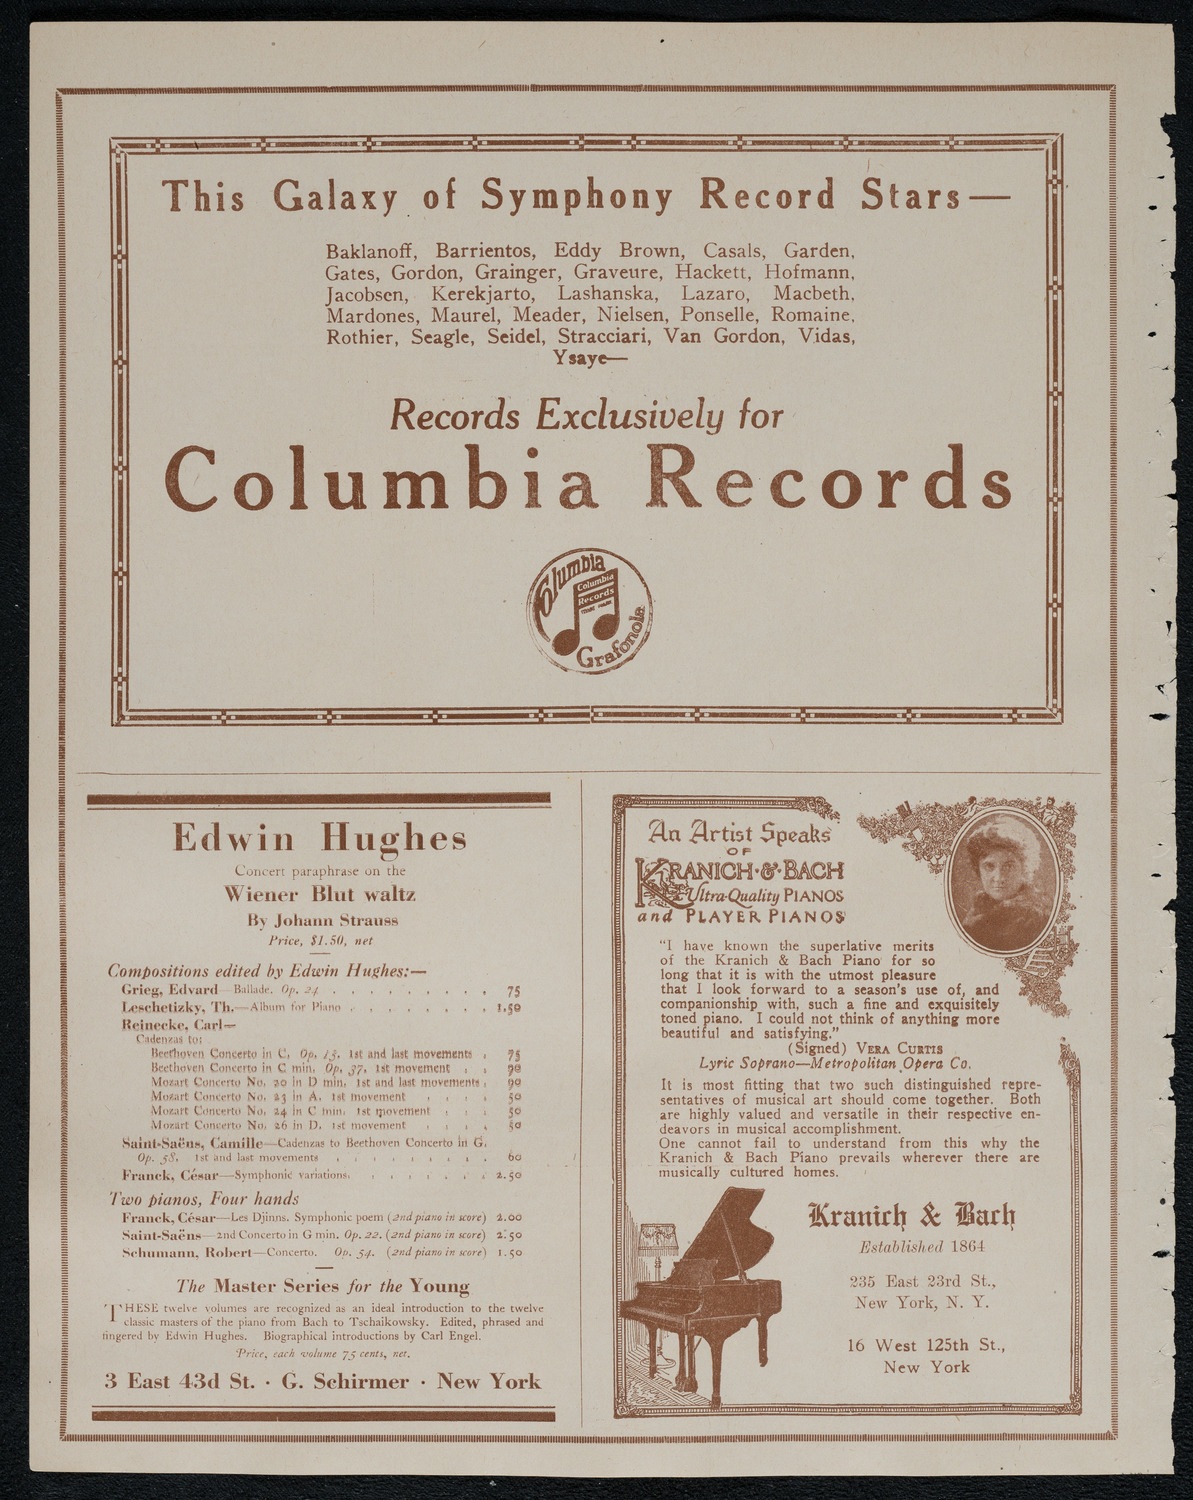 This Galaxy of Symphony Record Stars—
Baklanoff, Barrientos, Eddy Brown, Casals, Garden,
Gates, Gordon, Grainger, Graveure, Hackett, Hofmann,
Jacobsen, Kerekjarto, Lashanska, Lazaro, Macbeth,
Mardones, Maurel, Meader, Nielsen, Ponselle, Romaine,
Rothier, Seagle, Seidel, Stracciari, Van Gordon, Vidas,
Ysaye—
Records Exclusively for
Columbia Records
Columbia
Columbia
Records
Grafonola
Edwin Hughes
Concert paraphrase on the
Wiener Blut waltz
By Johann Strauss
Price, $1.50, net
Compositions edited by Edwin Hughes:—
Grieg, Edvard—Ballade. Op. 24 . . . . . . . . . 75
Leschetizky, Th.—Album for Piano . . . . . . . . 1.50
Reinecke, Carl—
Cadenzas to:
Beethoven Concerto in C, Op. 15. 1st and last movements . 75
Beethoven Concerto in C min. Op. 37. 1st movement . . 90
Mozart Concerto No. 20 in D min. 1st and last movements . 90
Mozart Concerto No. 23 in A. 1st movement . . . . 50
Mozart Concerto No. 24 in C min. 1st movement . . . 50
Mozart Concerto No. 26 in D. 1st movement . . . . 50
Saint-Saëns, Camille—Cadenzas to Beethoven Concerto in G.
Op. 58. 1st and last movements . . . . . . . . 60
Franck, César—Symphonic variations. . . . . . . . 2.50
Two pianos, Four hands
Franck, César—Les Djinns. Symphonic poem (2nd piano in score) 2.00
Saint-Saëns—2nd Concerto in G min. Op. 22. (2nd piano in score) 2.50
Schumann, Robert—Concerto. Op. 54. (2nd piano in score) 1.50
The Master Series for the Young
THESE twelve volumes are recognized as an ideal introduction to the twelve
classic masters of the piano from Bach to Tschaikowsky. Edited, phrased and
fingered by Edwin Hughes. Biographical introductions by Carl Engel.
Price, each volume 75 cents, net.
3 East 43d St. · G. Schirmer · New York
An Artist Speaks
OF
KRANICH·&·BACH
Ultra-Quality PIANOS
and PLAYER PIANOS
"I have known the superlative merits
of the Kranich & Bach Piano for so
long that it is with the utmost pleasure
that I look forward to a season's use of, and
companionship with, such a fine and exquisitely
toned piano. I could not think of anything more
beautiful and satisfying."
(Signed) VERA CURTIS
Lyric Soprano—Metropolitan Opera Co.
It is most fitting that two such distinguished repre-
sentatives of musical art should come together. Both
are highly valued and versatile in their respective en-
deavors in musical accomplishment.
One cannot fail to understand from this why the
Kranich & Bach Piano prevails wherever there are
musically cultured homes.
Kranich & Bach
Established 1864
235 East 23rd St.,
New York, N. Y.
16 West 125th St.,
New York